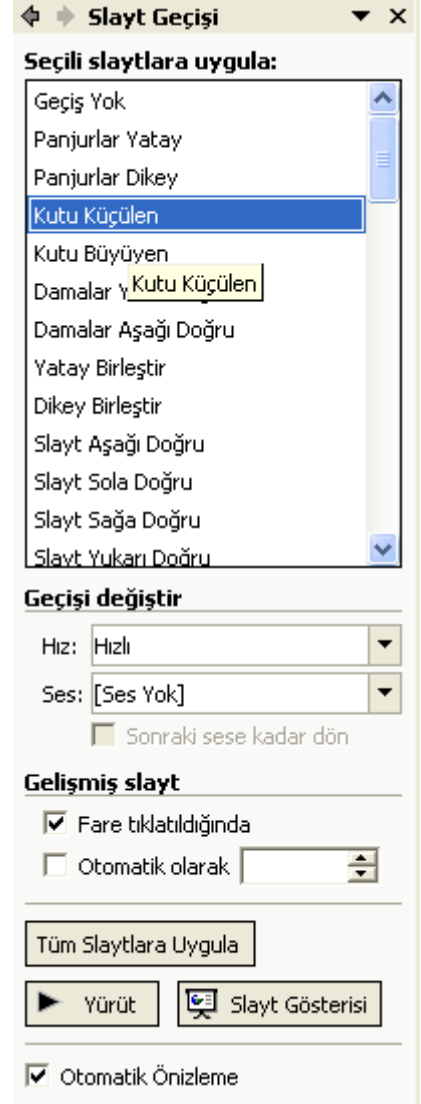 Slayt Geçişi
Seçili slaytlara uygula:
Geçiş Yok
Panjurlar Yatay
Panjurlar Dikey
Kutu Küçülen
Kutu Büyüyen
Damalar
Kutu Küçülen
Damalar Aşağı Doğru
Yatay Birleştir
Dikey Birleştir
Slayt Aşağı Doğru
Slayt Sola Doğru
Slayt Sağa Doğru
Slayt Yukarı Doğru
Geçişi değiştir
Hız: Hızlı
Ses: [Ses Yok]
Sonraki sese kadar dön
Gelişmiş slayt
Fare tıklatıldığında
Otomatik olarak
Tüm Slaytlara Uygula
Yürüt Slayt Gösterisi
Otomatik Önizleme